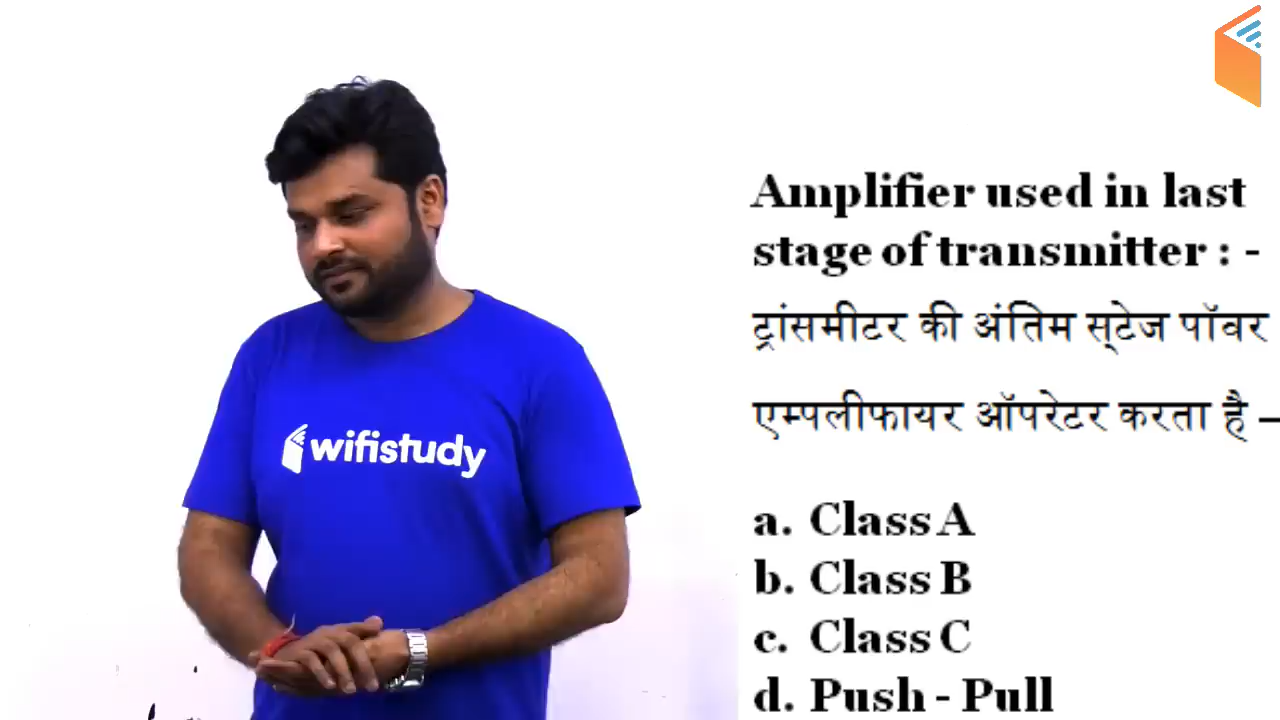 wifistudy
Amplifier used in last
stage of transmitter : -
ट्रांसमीटर की अंतिम स्टेज पॉवर
एम्पलीफायर ऑपरेटर करता है –
a. Class A
b. Class B
c. Class C
d. Push - Pull